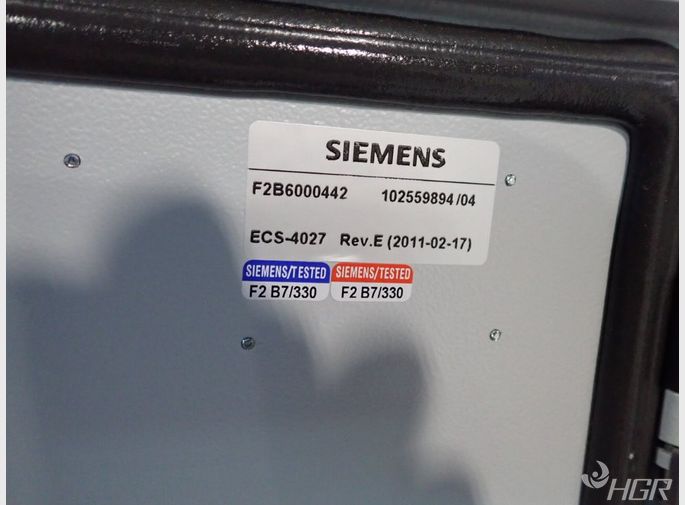 SIEMENS
F2B6000442 102559894/04
ECS-4027 Rev.E (2011-02-17)
SIEMENS/TESTED SIEMENS/TESTED
F2 B7/330 F2 B7/330
HGR